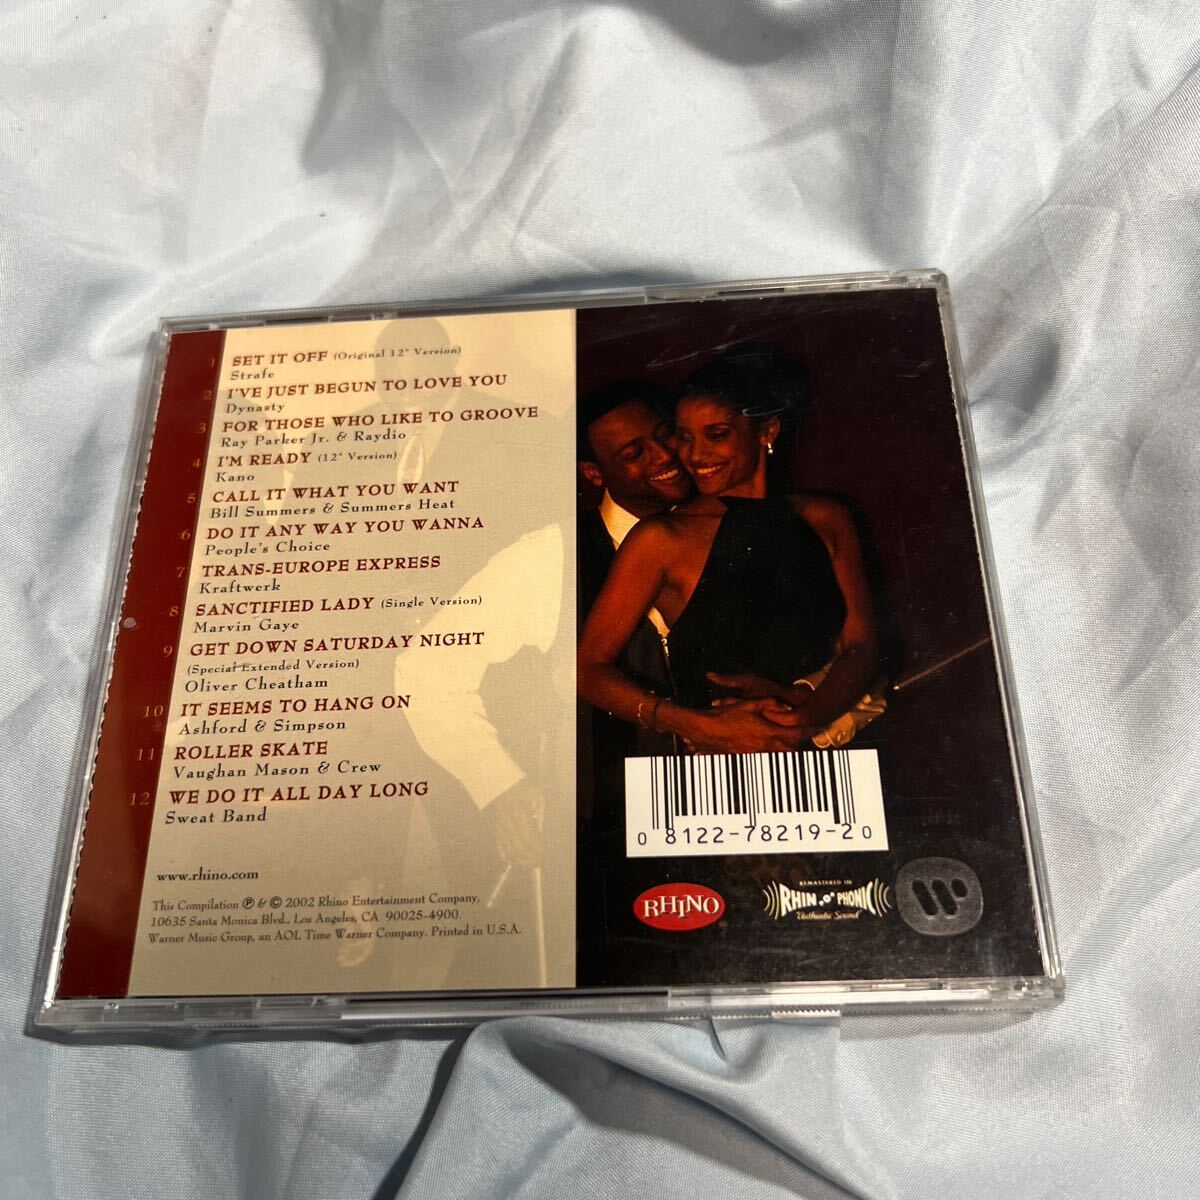 1 SET IT OFF (Original 12" Version)
Strafe
2 I'VE JUST BEGUN TO LOVE YOU
Dynasty
3 FOR THOSE WHO LIKE TO GROOVE
Ray Parker Jr. & Raydio
4 I'M READY (12" Version)
Kano
5 CALL IT WHAT YOU WANT
Bill Summers & Summers Heat
6 DO IT ANY WAY YOU WANNA
People's Choice
7 TRANS-EUROPE EXPRESS
Kraftwerk
8 SANCTIFIED LADY (Single Version)
Marvin Gaye
9 GET DOWN SATURDAY NIGHT
(Special Extended Version)
Oliver Cheatham
10 IT SEEMS TO HANG ON
Ashford & Simpson
11 ROLLER SKATE
Vaughan Mason & Crew
12 WE DO IT ALL DAY LONG
Sweat Band
www.rhino.com
This Compilation ℗ & © 2002 Rhino Entertainment Company,
10635 Santa Monica Blvd., Los Angeles, CA 90025-4900.
Warner Music Group, an AOL Time Warner Company. Printed in U.S.A.
0 8122-78219-2 0
RHINO
REMASTERED IN
RHINOPHONIC
Authentic Sound